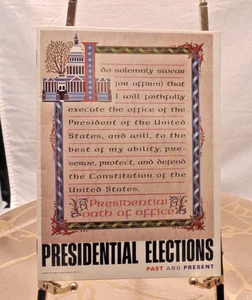 I do solemnly swear
(or affirm) that
I will faithfully
execute the office of the
President of the United
States, and will, to the
best of my ability, pre-
serve, protect, and defend
the Constitution of the
United States.
Presidential
oath of office
PRESIDENTIAL ELECTIONS
PAST AND PRESENT